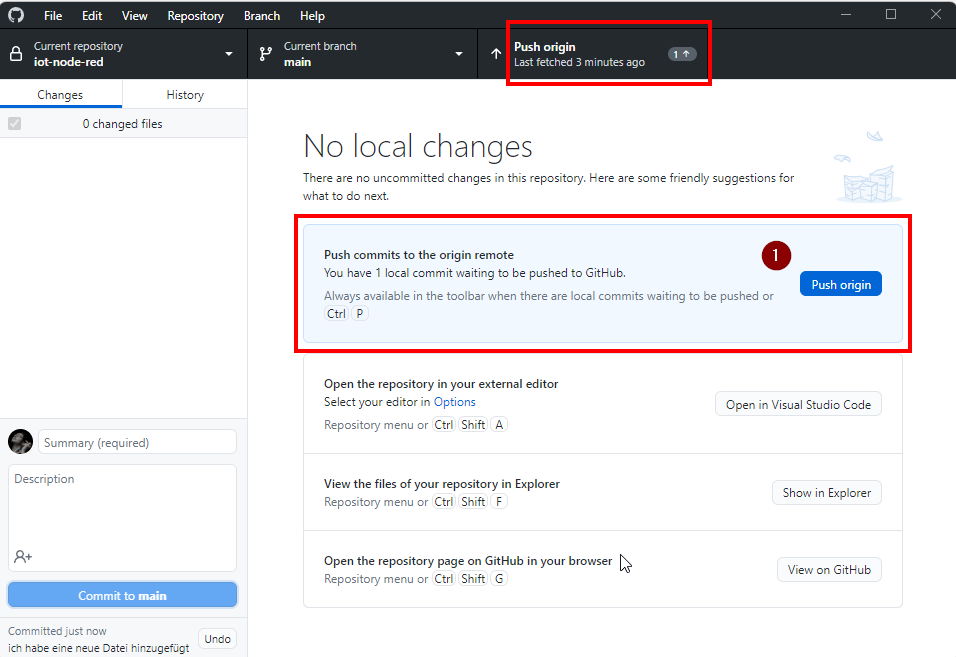 File Edit View Repository Branch Help
Current repository
iot-node-red
Current branch
main
Push origin
Last fetched 3 minutes ago
1
Changes History
0 changed files
No local changes
There are no uncommitted changes in this repository. Here are some friendly suggestions for
what to do next.
Push commits to the origin remote
You have 1 local commit waiting to be pushed to GitHub.
Always available in the toolbar when there are local commits waiting to be pushed or
Ctrl P
1
Push origin
Open the repository in your external editor
Select your editor in Options
Repository menu or Ctrl Shift A
Open in Visual Studio Code
View the files of your repository in Explorer
Repository menu or Ctrl Shift F
Show in Explorer
Open the repository page on GitHub in your browser
Repository menu or Ctrl Shift G
View on GitHub
Summary (required)
Description
Commit to main
Committed just now
ich habe eine neue Datei hinzugefügt
Undo